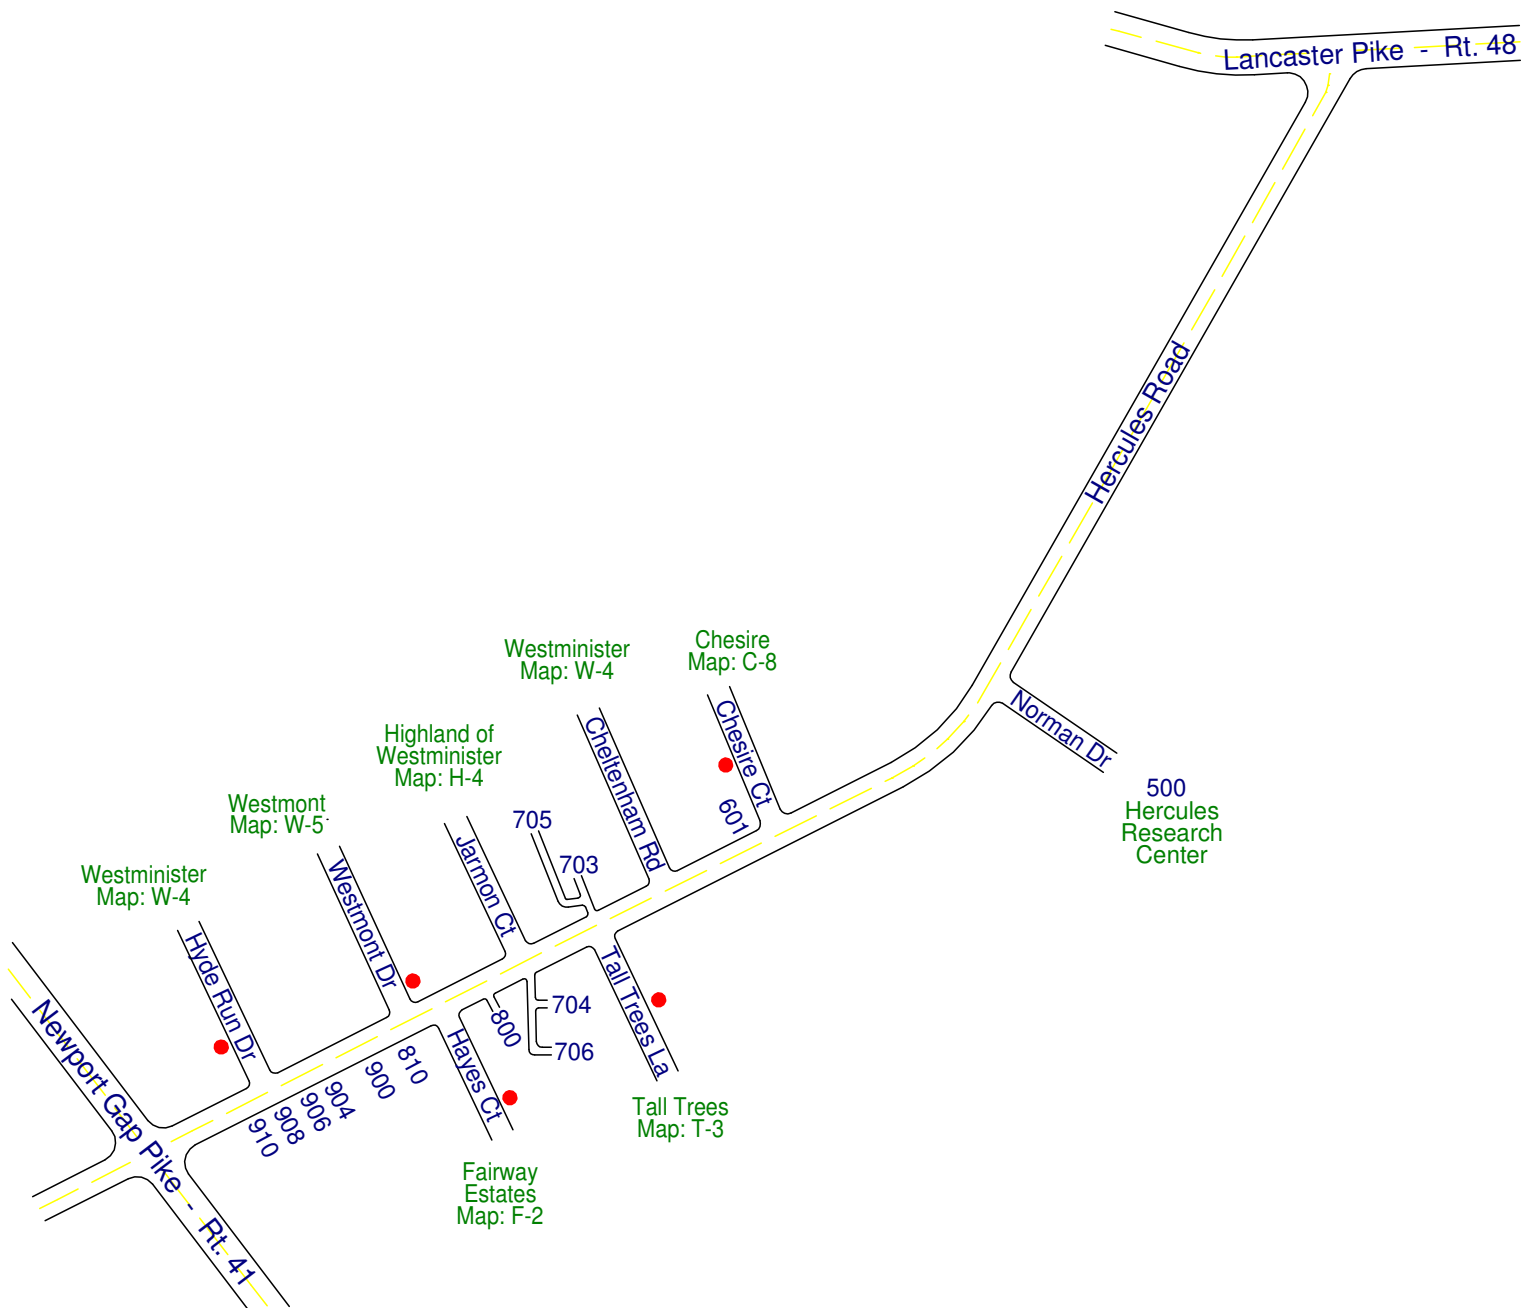 Lancaster Pike - Rt. 48
Hercules Road
Chesire
Map: C-8
Westminister
Map: W-4
Chesire Ct
Norman Dr
Cheltenham Rd
Highland of
Westminister
Map: H-4
500
Hercules
Research
Center
Westmont
Map: W-5
705
601
703
Jarmon Ct
Westmont Dr
Westminister
Map: W-4
Hyde Run Dr
Tall Trees La
704
800
706
Hayes Ct
810
900
904
906
908
910
Newport Gap Pike - Rt. 41
Tall Trees
Map: T-3
Fairway
Estates
Map: F-2